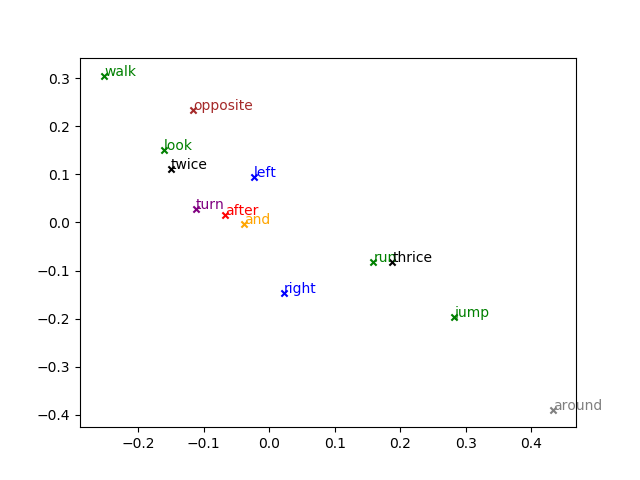 walk
opposite
look
twice
left
turn
after
and
run
thrice
right
jump
around
0.3
0.2
0.1
0.0
−0.1
−0.2
−0.3
−0.4
−0.2 −0.1 0.0 0.1 0.2 0.3 0.4